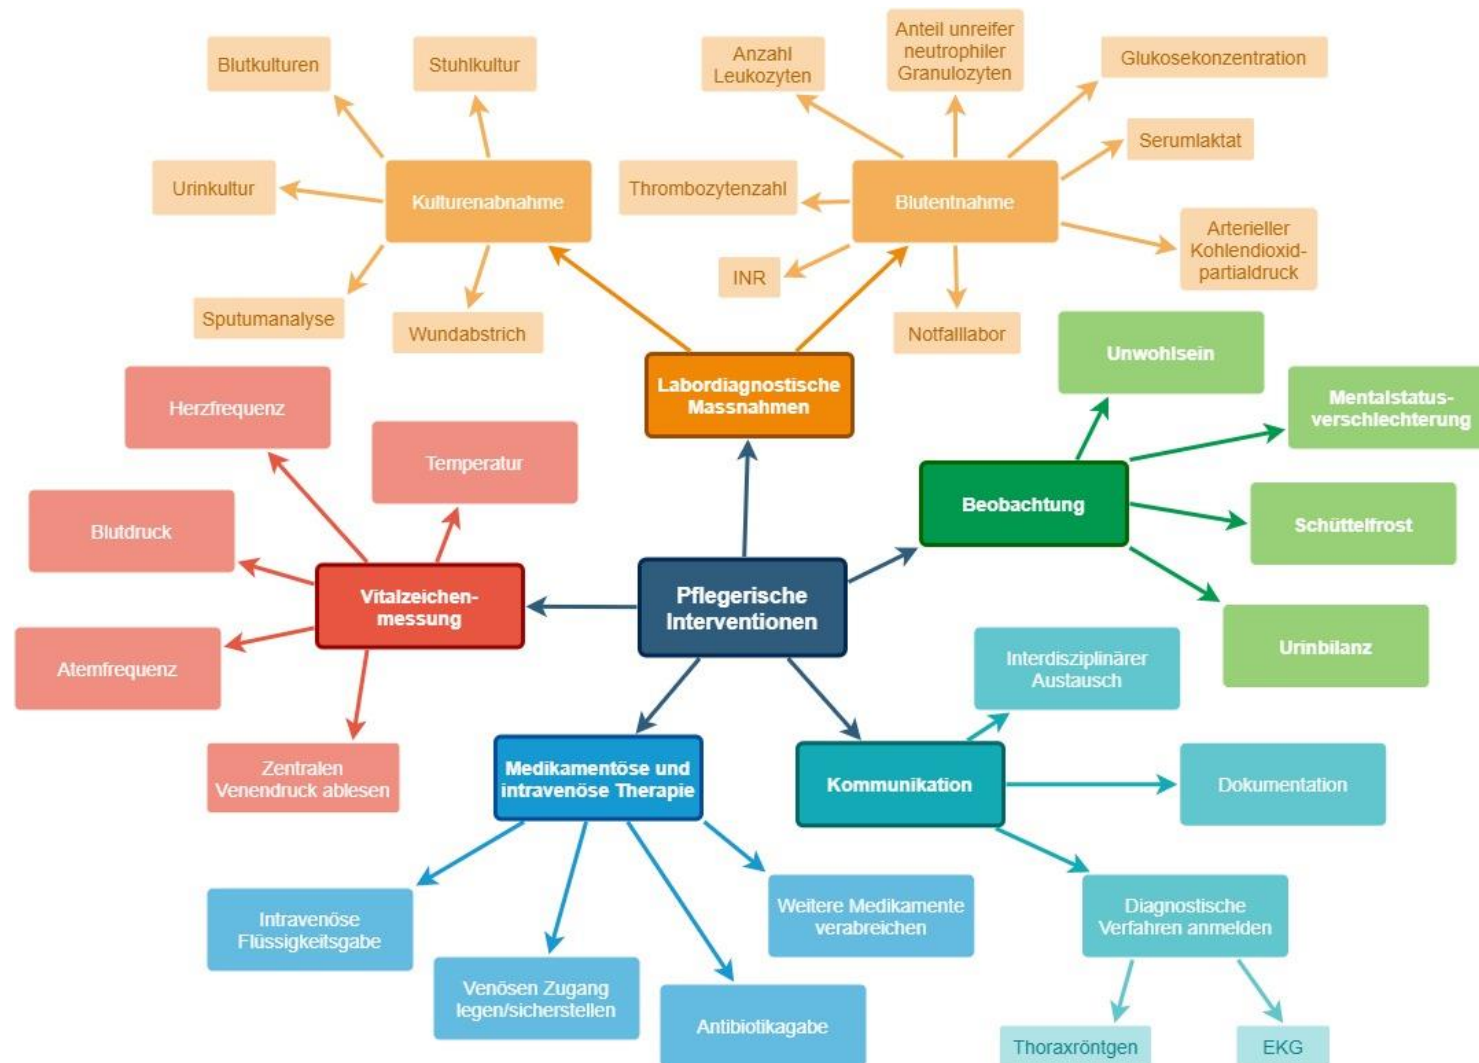 Blutkulturen
Stuhlkultur
Anzahl
Leukozyten
Anteil unreifer
neutrophiler
Granulozyten
Glukosekonzentration
Urinkultur
Kulturenabnahme
Thrombozytenzahl
Blutentnahme
Serumlaktat
Sputumanalyse
Wundabstrich
INR
Notfalllabor
Arterieller
Kohlendioxid-
partialdruck
Labordiagnostische
Massnahmen
Unwohlsein
Mentalstatus-
verschlechterung
Herzfrequenz
Temperatur
Beobachtung
Schüttelfrost
Blutdruck
Vitalzeichen-
messung
Pflegerische
Interventionen
Urinbilanz
Atemfrequenz
Interdisziplinärer
Austausch
Zentralen
Venendruck ablesen
Medikamentöse und
intravenöse Therapie
Kommunikation
Dokumentation
Intravenöse
Flüssigkeitsgabe
Weitere Medikamente
verabreichen
Diagnostische
Verfahren anmelden
Venösen Zugang
legen/sicherstellen
Antibiotikagabe
Thoraxröntgen
EKG